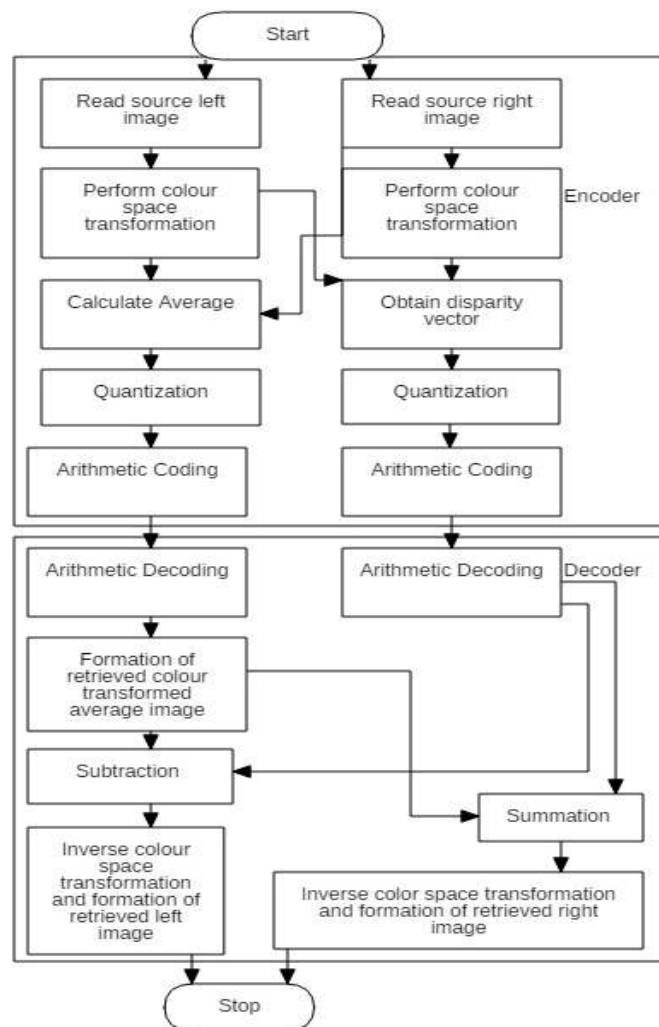 Start
Read source left
image
Read source right
image
Perform colour
space
transformation
Perform colour
space
transformation
Encoder
Calculate Average
Obtain disparity
vector
Quantization
Quantization
Arithmetic Coding
Arithmetic Coding
Arithmetic Decoding
Arithmetic Decoding
Decoder
Formation of
retrieved colour
transformed
average image
Subtraction
Summation
Inverse colour
space
transformation
and formation of
retrieved left
image
Inverse color space transformation
and formation of retrieved right
image
Stop